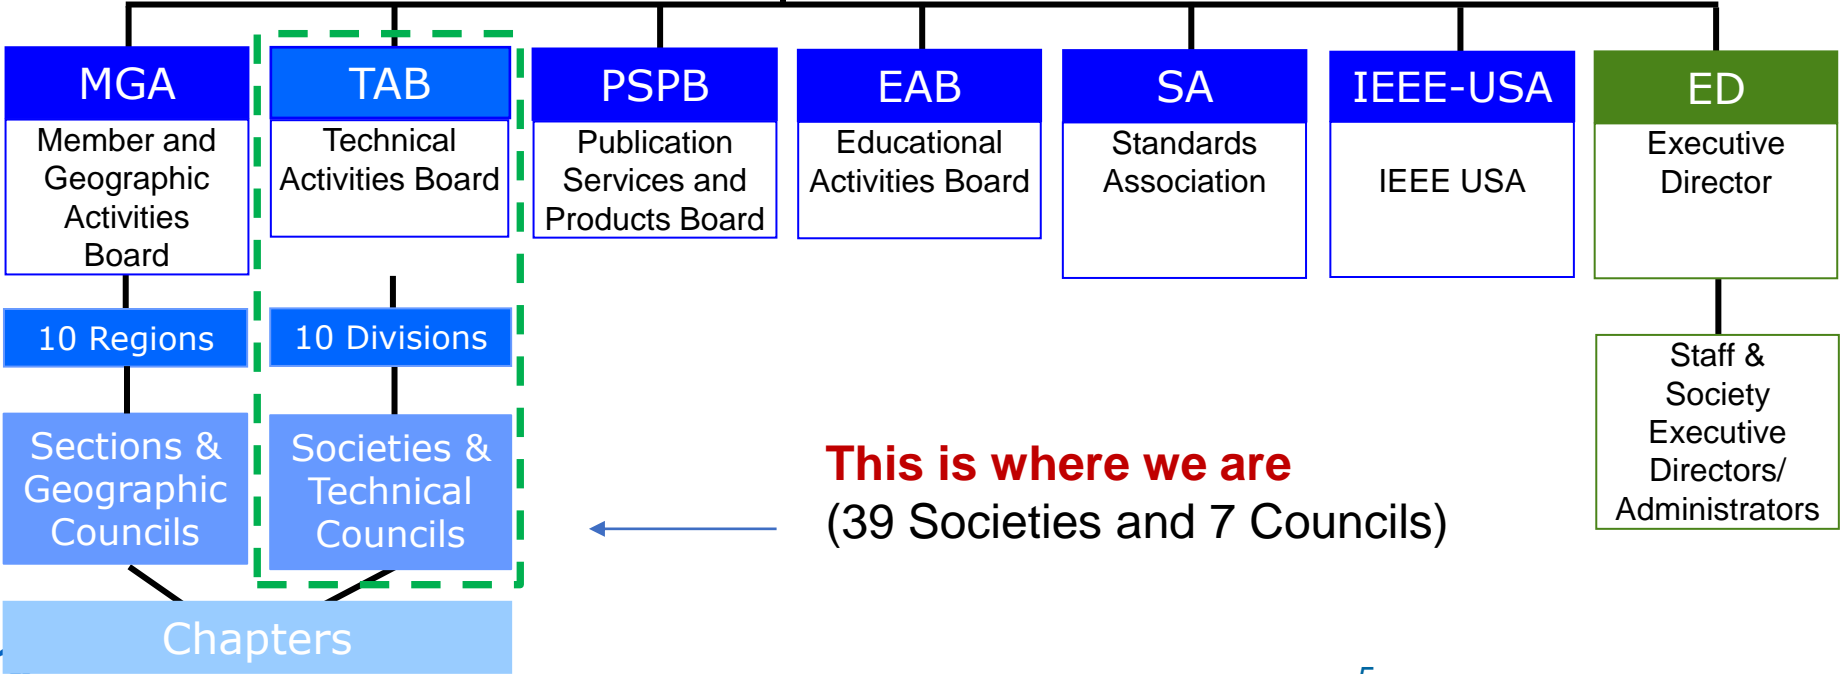 MGA
Member and
Geographic
Activities
Board
10 Regions
Sections &
Geographic
Councils
TAB
Technical
Activities Board
10 Divisions
Societies &
Technical
Councils
Chapters
PSPB
Publication
Services and
Products Board
EAB
Educational
Activities Board
SA
Standards
Association
IEEE-USA
IEEE USA
ED
Executive
Director
Staff &
Society
Executive
Directors/
Administrators
This is where we are
(39 Societies and 7 Councils)